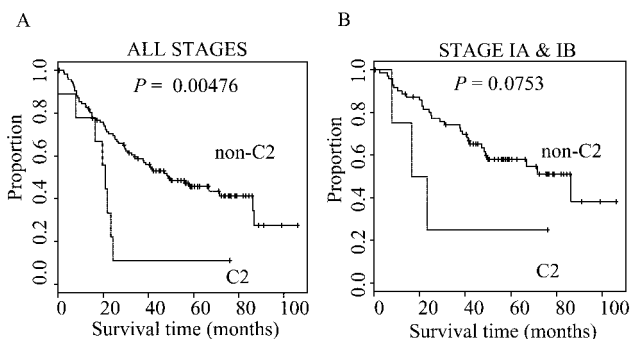 A
ALL STAGES
P = 0.00476
non-C2
C2
Proportion
0.0 0.2 0.4 0.6 0.8 1.0
0 20 40 60 80 100
Survival time (months)
B
STAGE IA & IB
P = 0.0753
non-C2
C2
Proportion
0.0 0.2 0.4 0.6 0.8 1.0
0 20 40 60 80 100
Survival time (months)